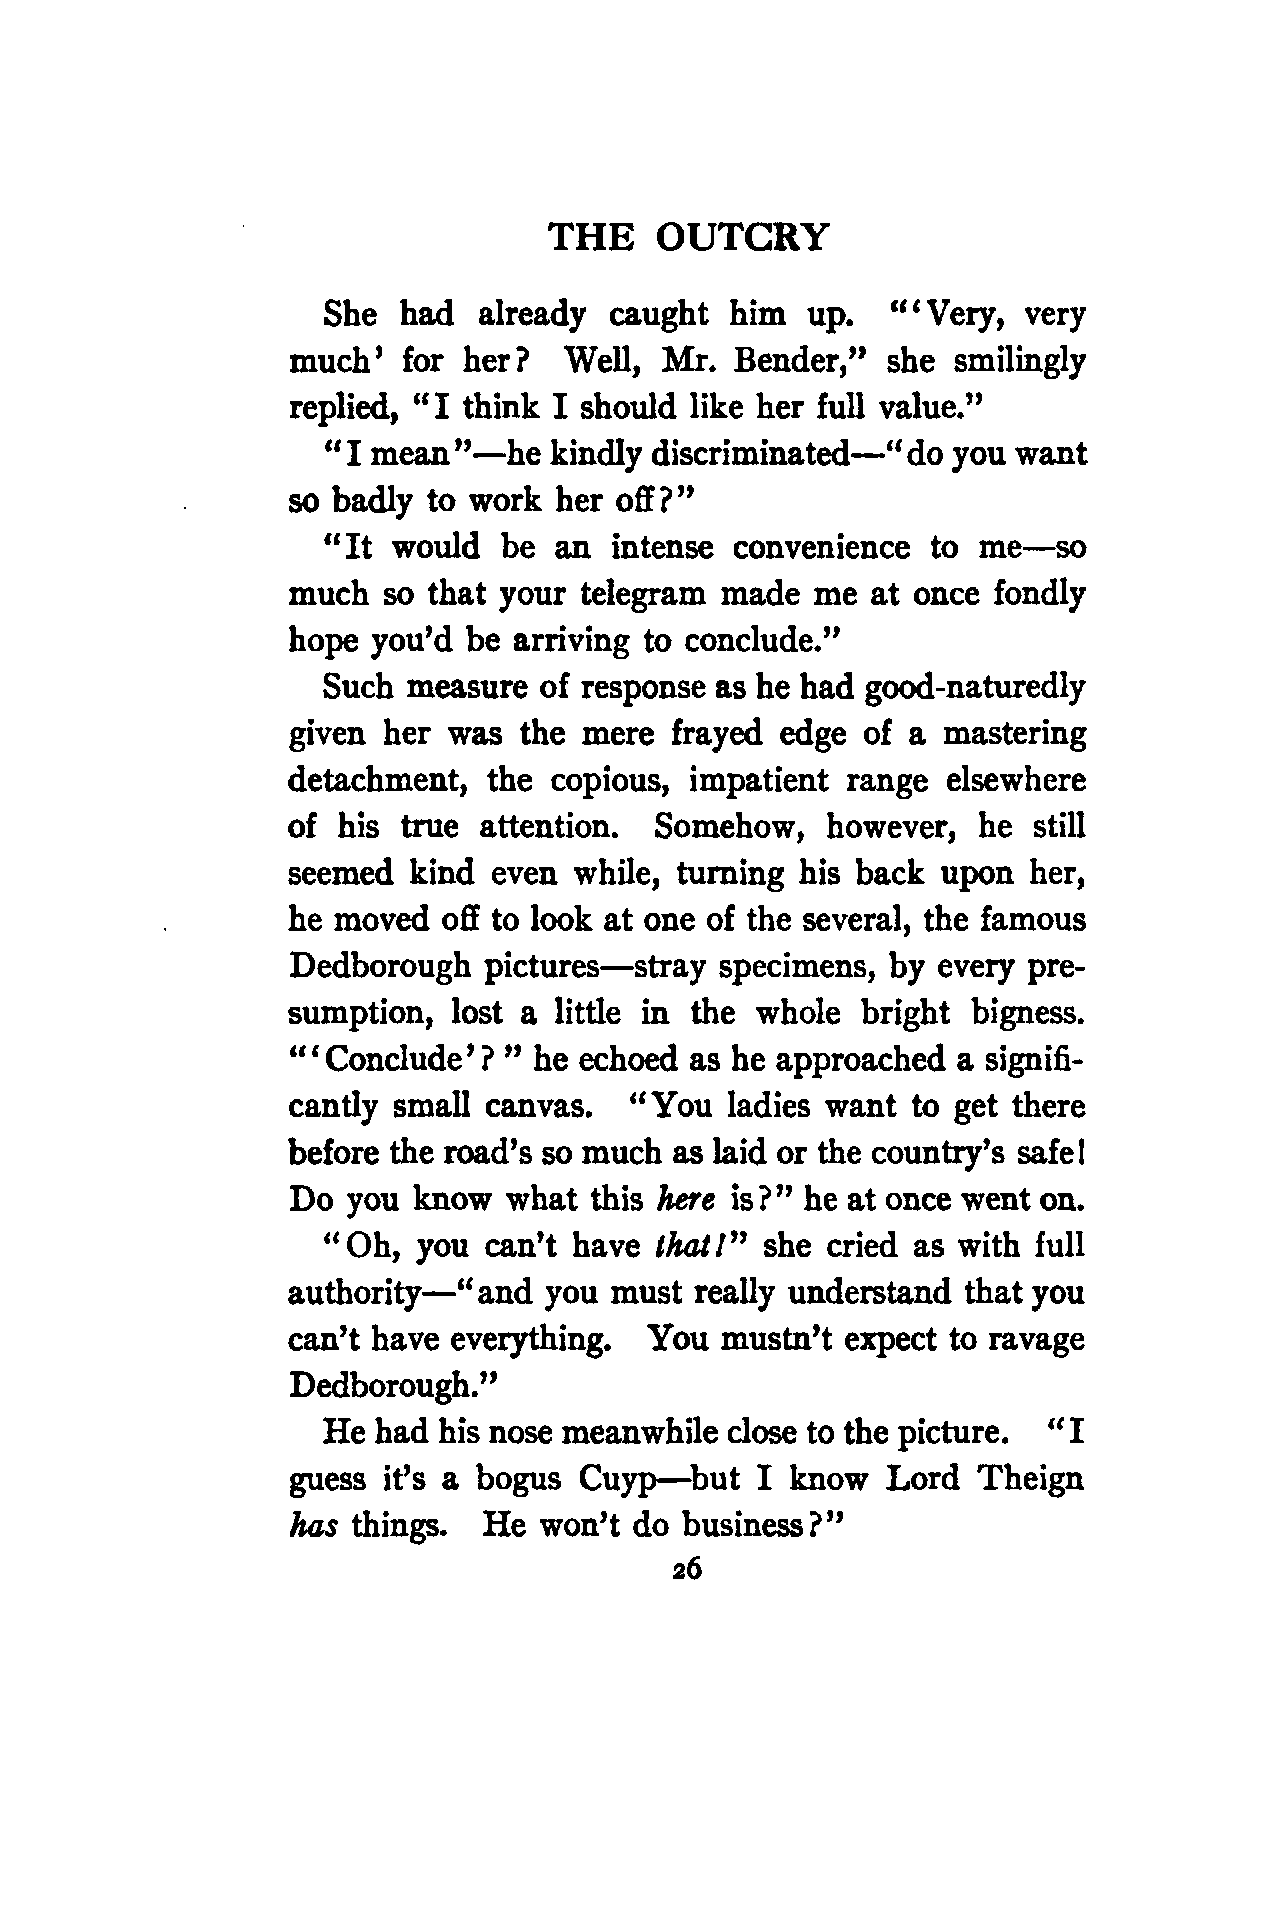 THE OUTCRY
She had already caught him up. “‘Very, very
much’ for her? Well, Mr. Bender,” she smilingly
replied, “I think I should like her full value.”
“I mean”—he kindly discriminated—“do you want
so badly to work her off?”
“It would be an intense convenience to me—so
much so that your telegram made me at once fondly
hope you’d be arriving to conclude.”
Such measure of response as he had good-naturedly
given her was the mere frayed edge of a mastering
detachment, the copious, impatient range elsewhere
of his true attention. Somehow, however, he still
seemed kind even while, turning his back upon her,
he moved off to look at one of the several, the famous
Dedborough pictures—stray specimens, by every pre-
sumption, lost a little in the whole bright bigness.
“‘Conclude’?” he echoed as he approached a signifi-
cantly small canvas. “You ladies want to get there
before the road’s so much as laid or the country’s safe!
Do you know what this here is?” he at once went on.
“Oh, you can’t have that!” she cried as with full
authority—“and you must really understand that you
can’t have everything. You mustn’t expect to ravage
Dedborough.”
He had his nose meanwhile close to the picture. “I
guess it’s a bogus Cuyp—but I know Lord Theign
has things. He won’t do business?”
26